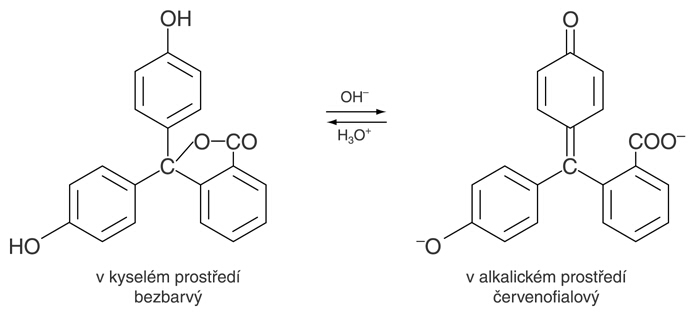 OH
O
O
CO
C
HO
OH⁻
H₃O⁺
COO⁻
C
⁻O
v kyselém prostředí
bezbarvý
v alkalickém prostředí
červenofialový